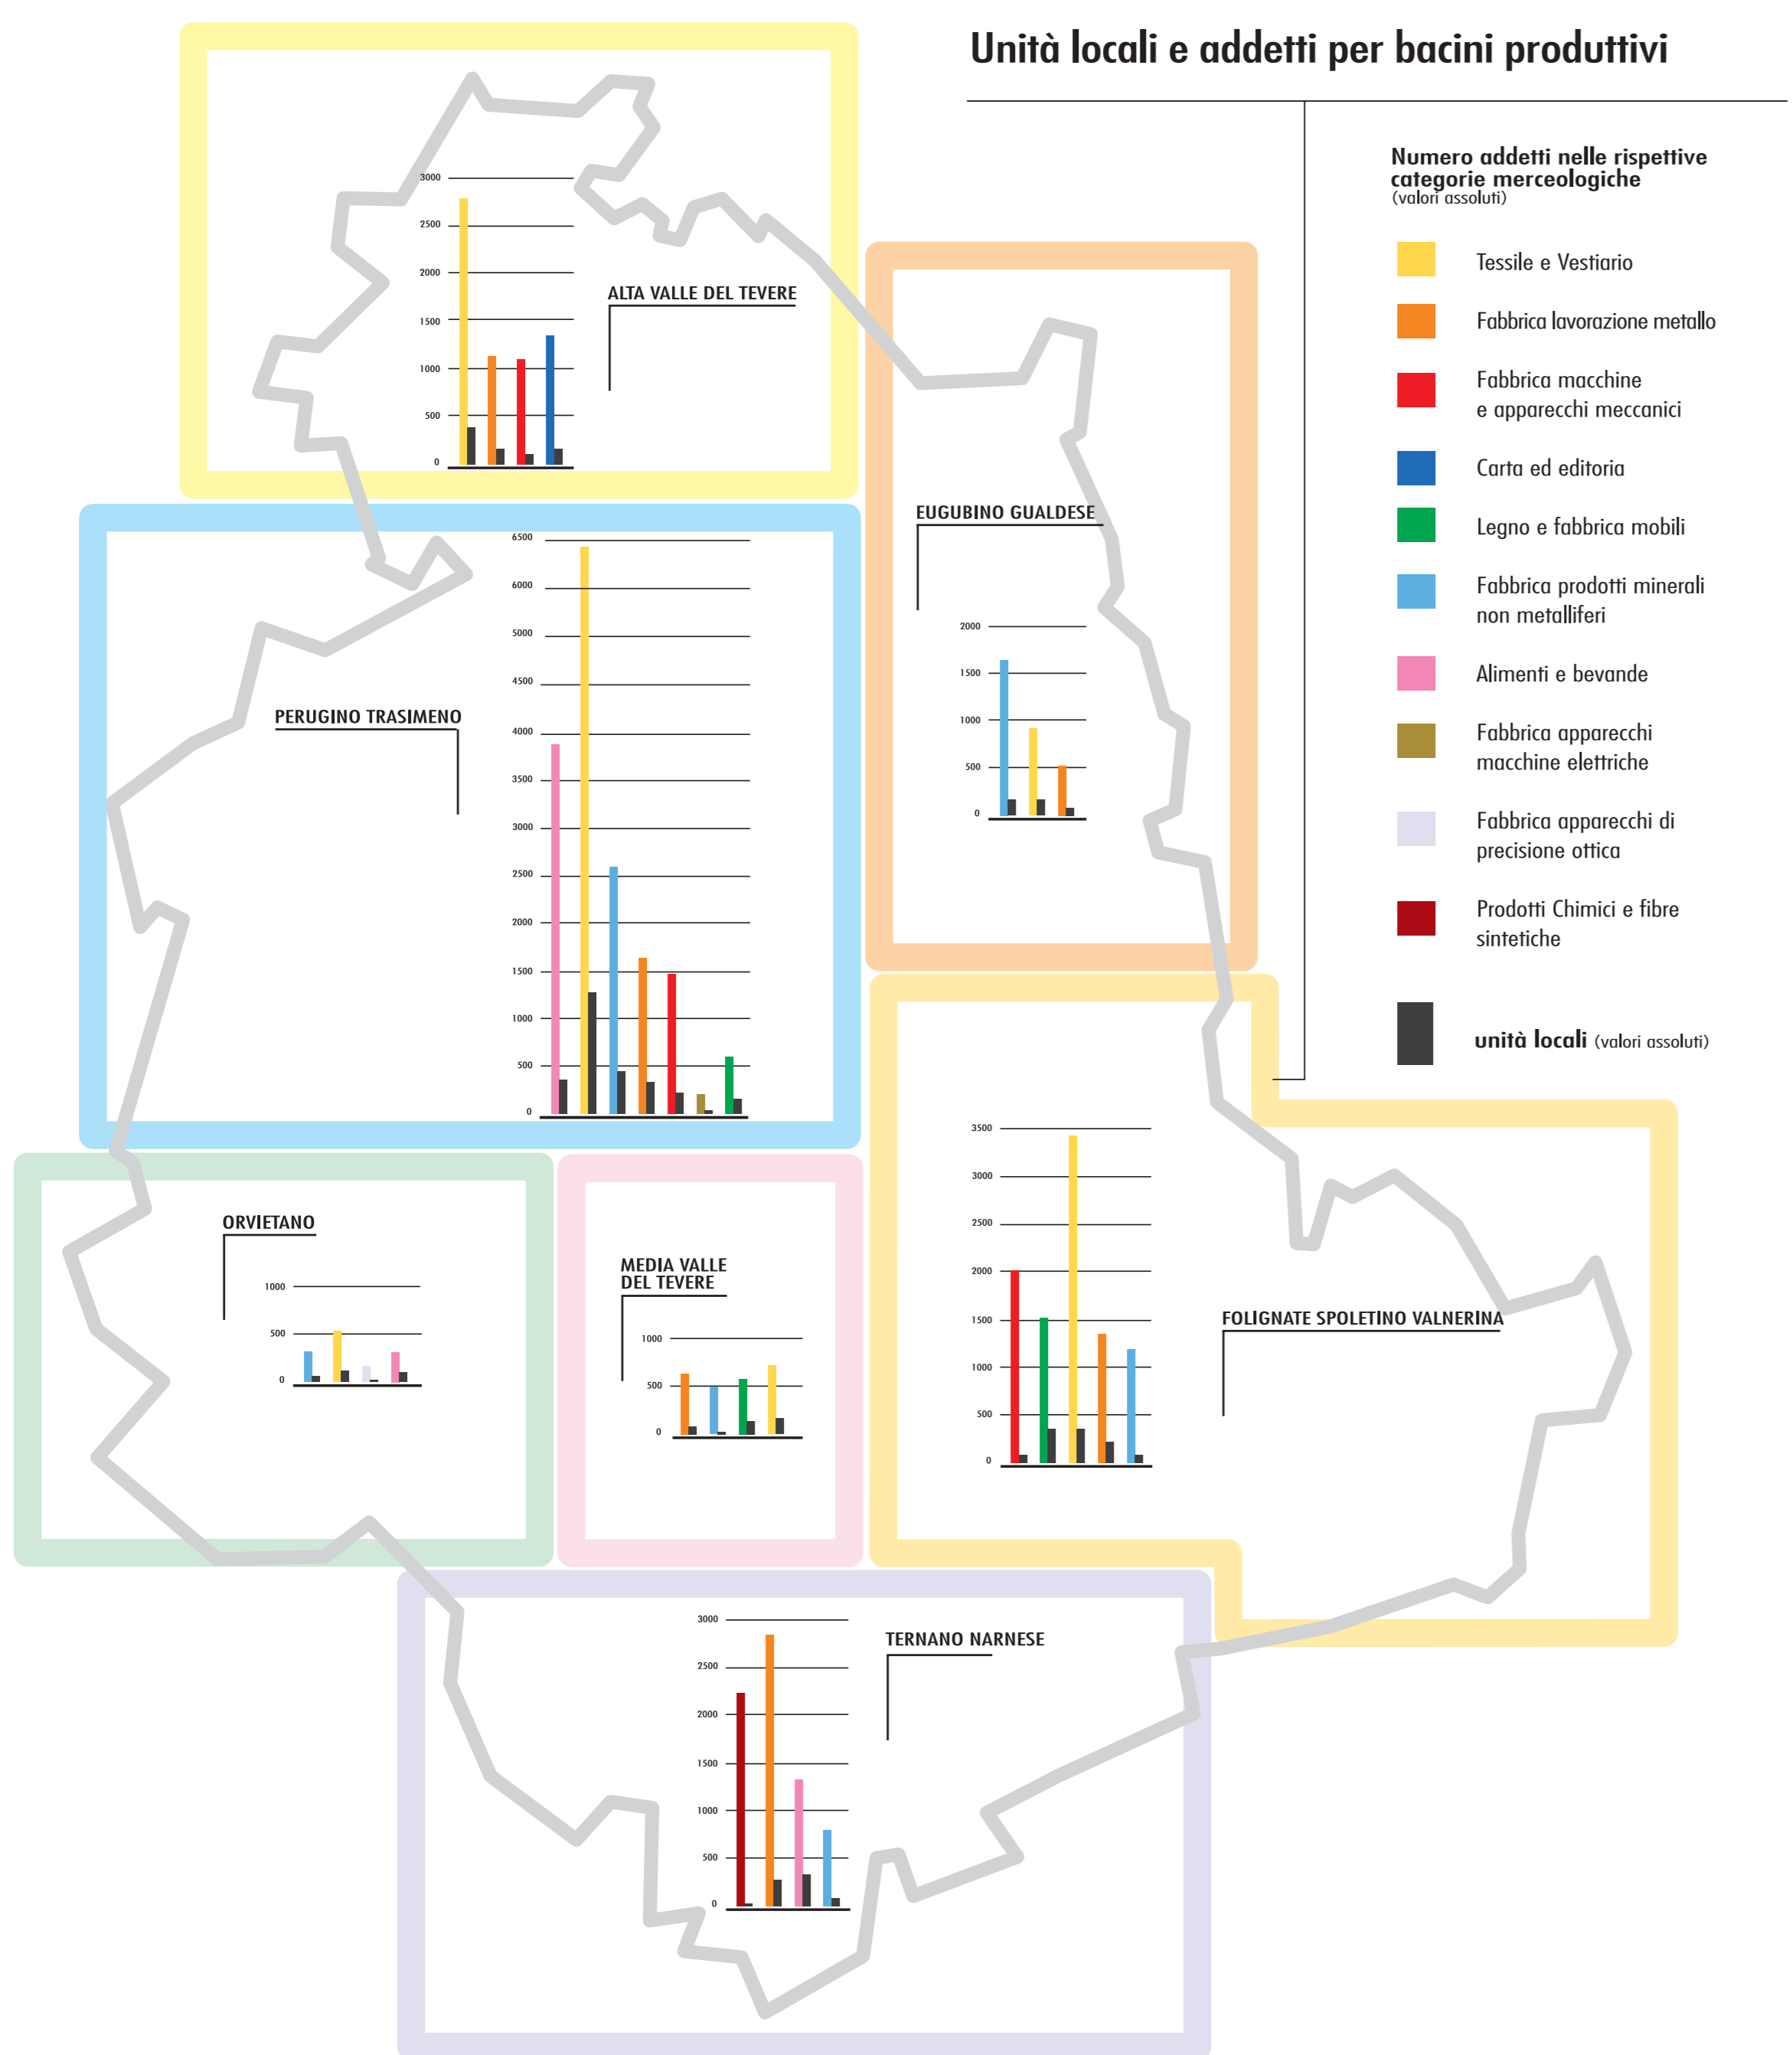 Unità locali e addetti per bacini produttivi
Numero addetti nelle rispettive
categorie merceologiche
(valori assoluti)
Tessile e Vestiario
Fabbrica lavorazione metallo
Fabbrica macchine
e apparecchi meccanici
Carta ed editoria
Legno e fabbrica mobili
Fabbrica prodotti minerali
non metalliferi
Alimenti e bevande
Fabbrica apparecchi
macchine elettriche
Fabbrica apparecchi di
precisione ottica
Prodotti Chimici e fibre
sintetiche
unità locali (valori assoluti)
ALTA VALLE DEL TEVERE
3000
2500
2000
1500
1000
500
0
EUGUBINO GUALDESE
2000
1500
1000
500
0
PERUGINO TRASIMENO
6500
6000
5000
4500
4000
3500
3000
2500
2000
1500
1000
500
0
ORVIETANO
1000
500
0
MEDIA VALLE
DEL TEVERE
1000
500
0
FOLIGNATE SPOLETINO VALNERINA
3500
3000
2500
2000
1500
1000
500
0
TERNANO NARNESE
3000
2500
2000
1500
1000
500
0